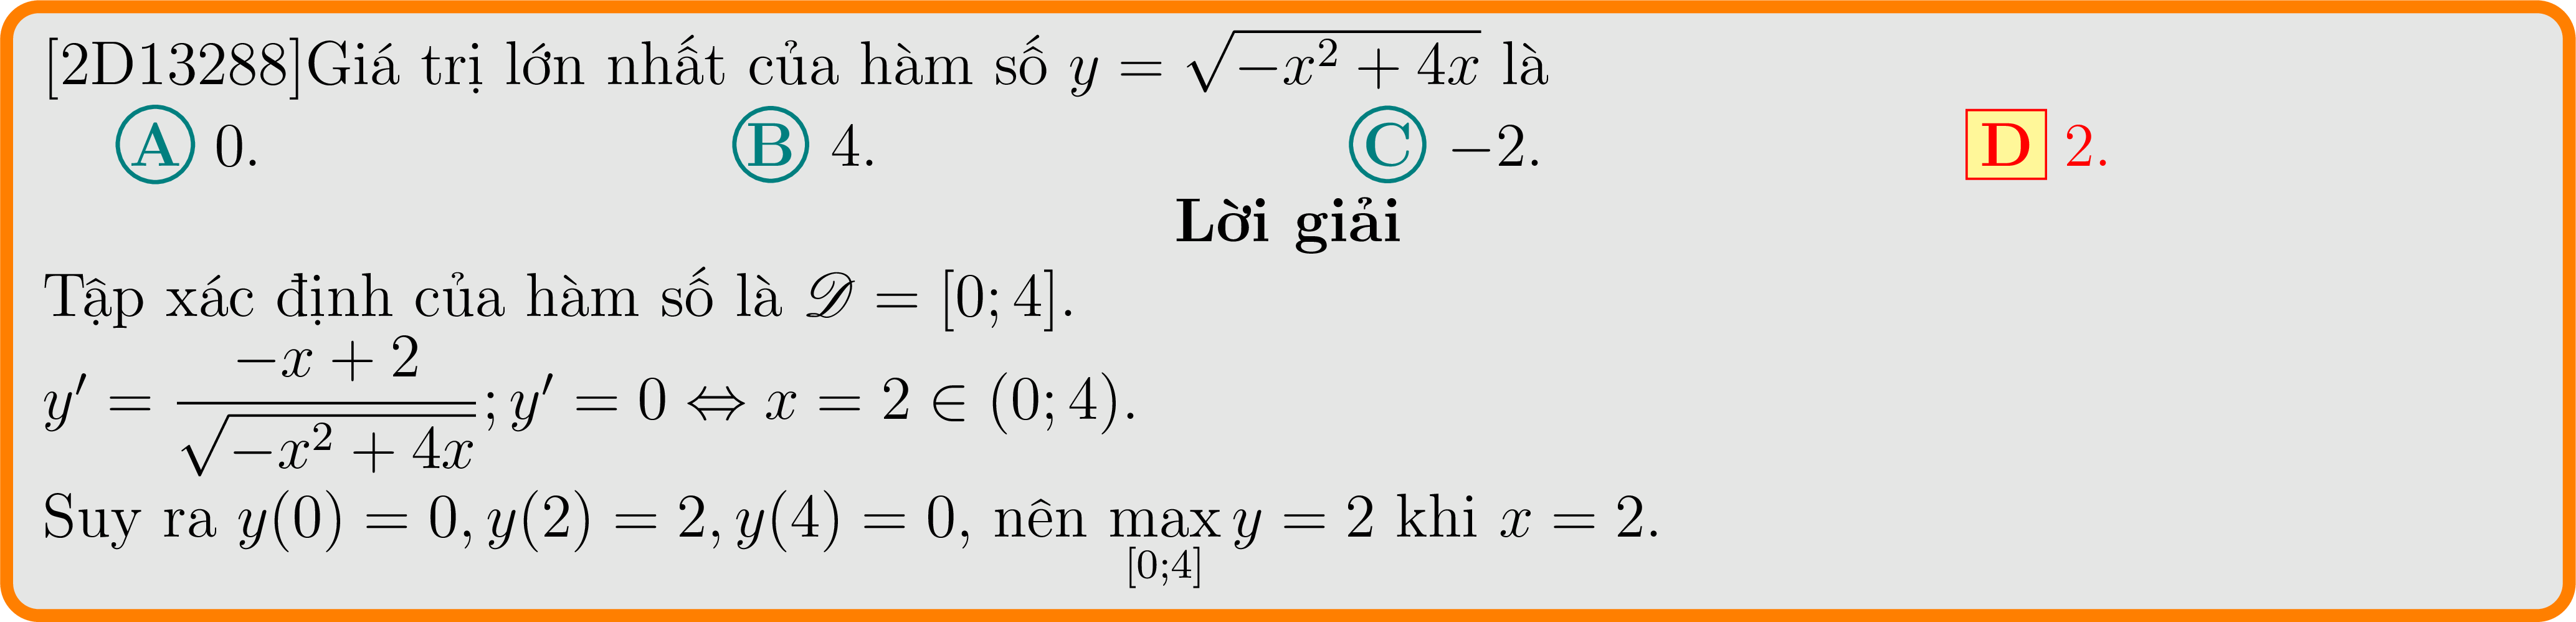 [2D13288]Giá trị lớn nhất của hàm số $y = \sqrt{-x^2 + 4x}$ là
A 0. B 4. C −2. D 2.
Lời giải
Tập xác định của hàm số là $\mathscr{D} = [0; 4]$.
$y' = \dfrac{-x + 2}{\sqrt{-x^2 + 4x}}; y' = 0 \Leftrightarrow x = 2 \in (0; 4)$.
Suy ra $y(0) = 0, y(2) = 2, y(4) = 0$, nên $\max\limits_{[0;4]} y = 2$ khi $x = 2$.